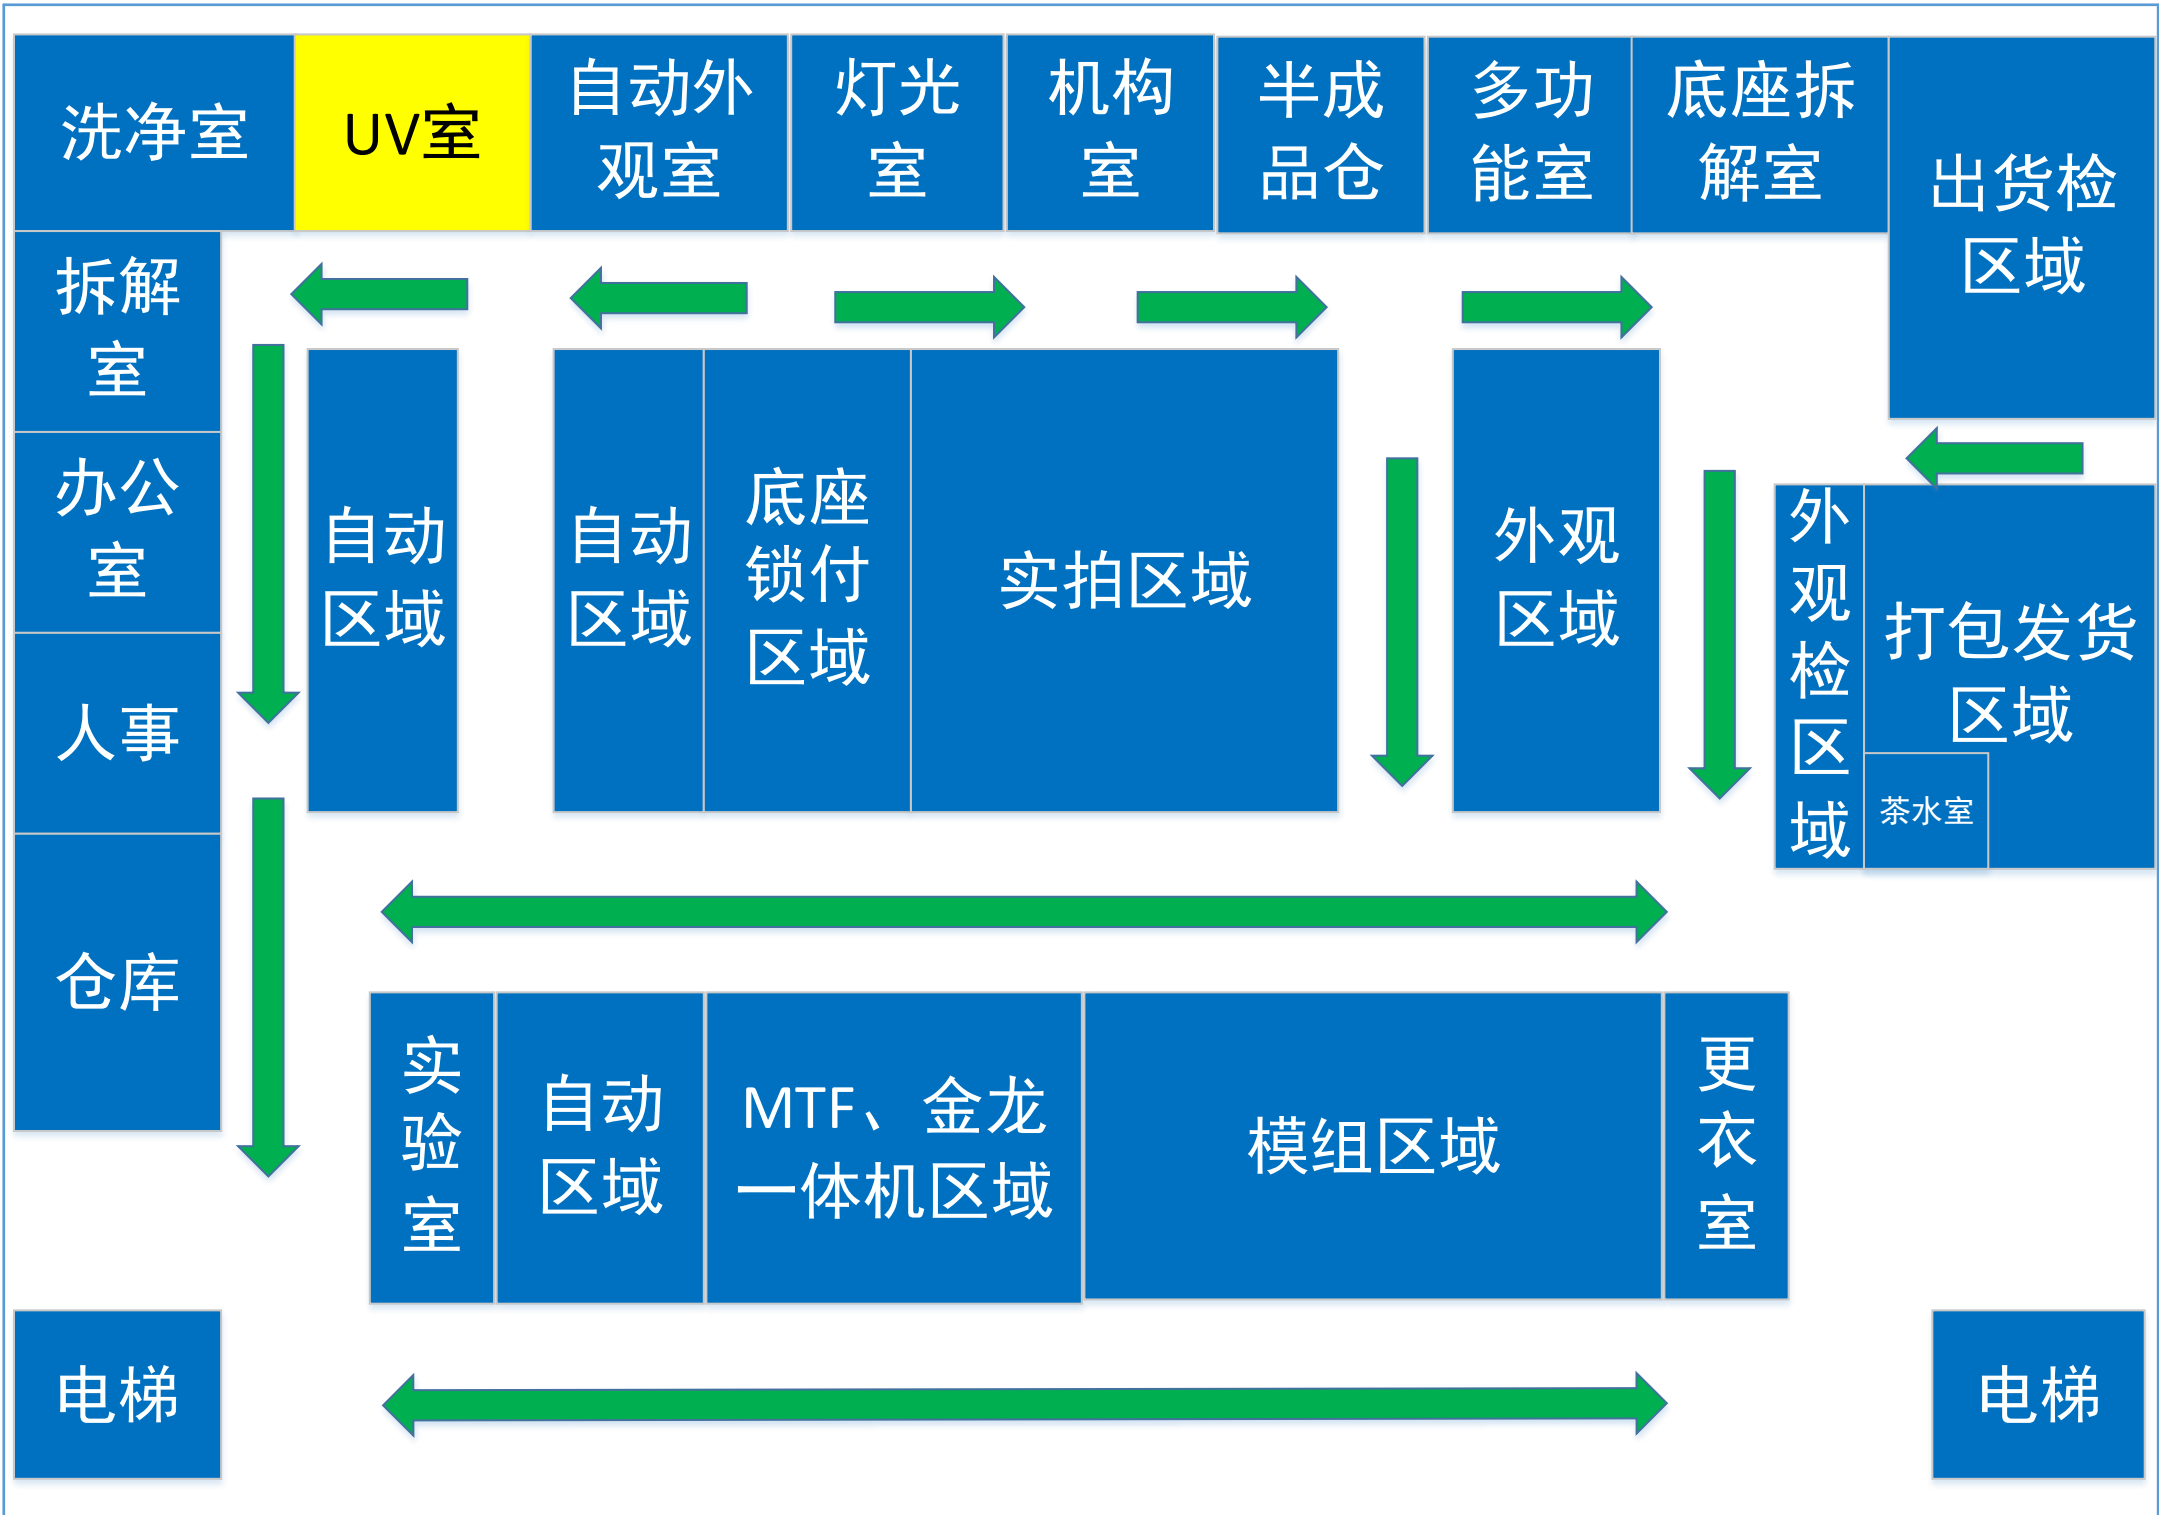 洗净室
UV室
自动外
观室
灯光
室
机构
室
半成
品仓
多功
能室
底座拆
解室
出货检
区域
拆解
室
办公
室
人事
仓库
自动
区域
自动
区域
底座
锁付
区域
实拍区域
外观
区域
外
观
检
区
域
打包发货
区域
茶水室
实
验
室
自动
区域
MTF、金龙
一体机区域
模组区域
更
衣
室
电梯
电梯